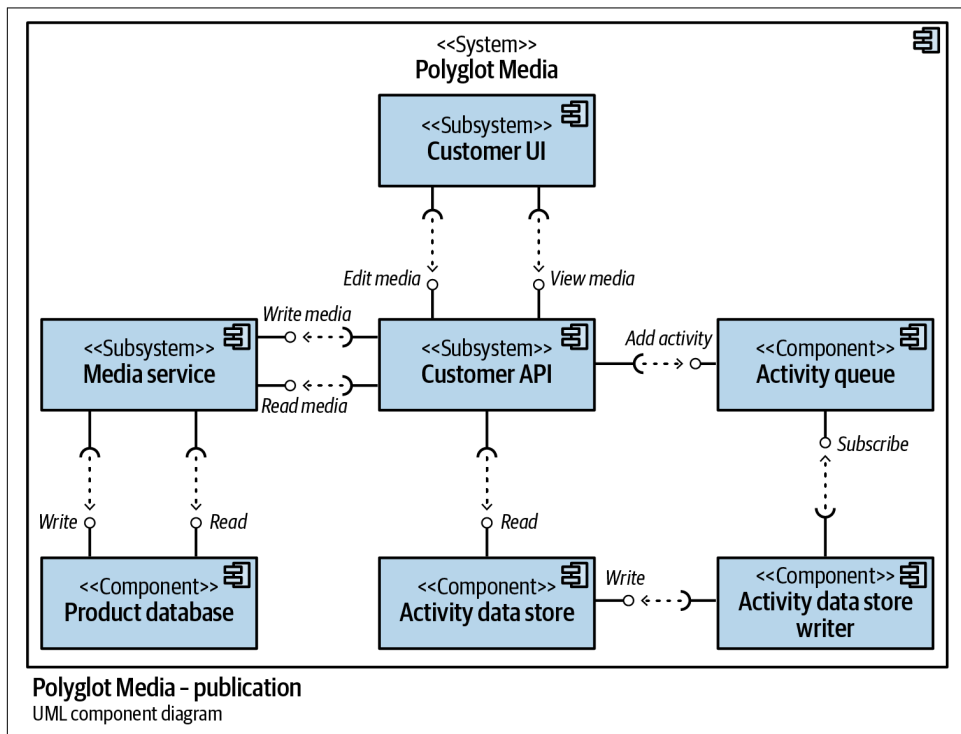 <<System>>
Polyglot Media
<<Subsystem>>
Customer UI
Edit media
View media
Write media
Add activity
<<Subsystem>>
Media service
<<Subsystem>>
Customer API
<<Component>>
Activity queue
Read media
Subscribe
Write
Read
Read
<<Component>>
Product database
<<Component>>
Activity data store
Write
<<Component>>
Activity data store
writer
Polyglot Media – publication
UML component diagram